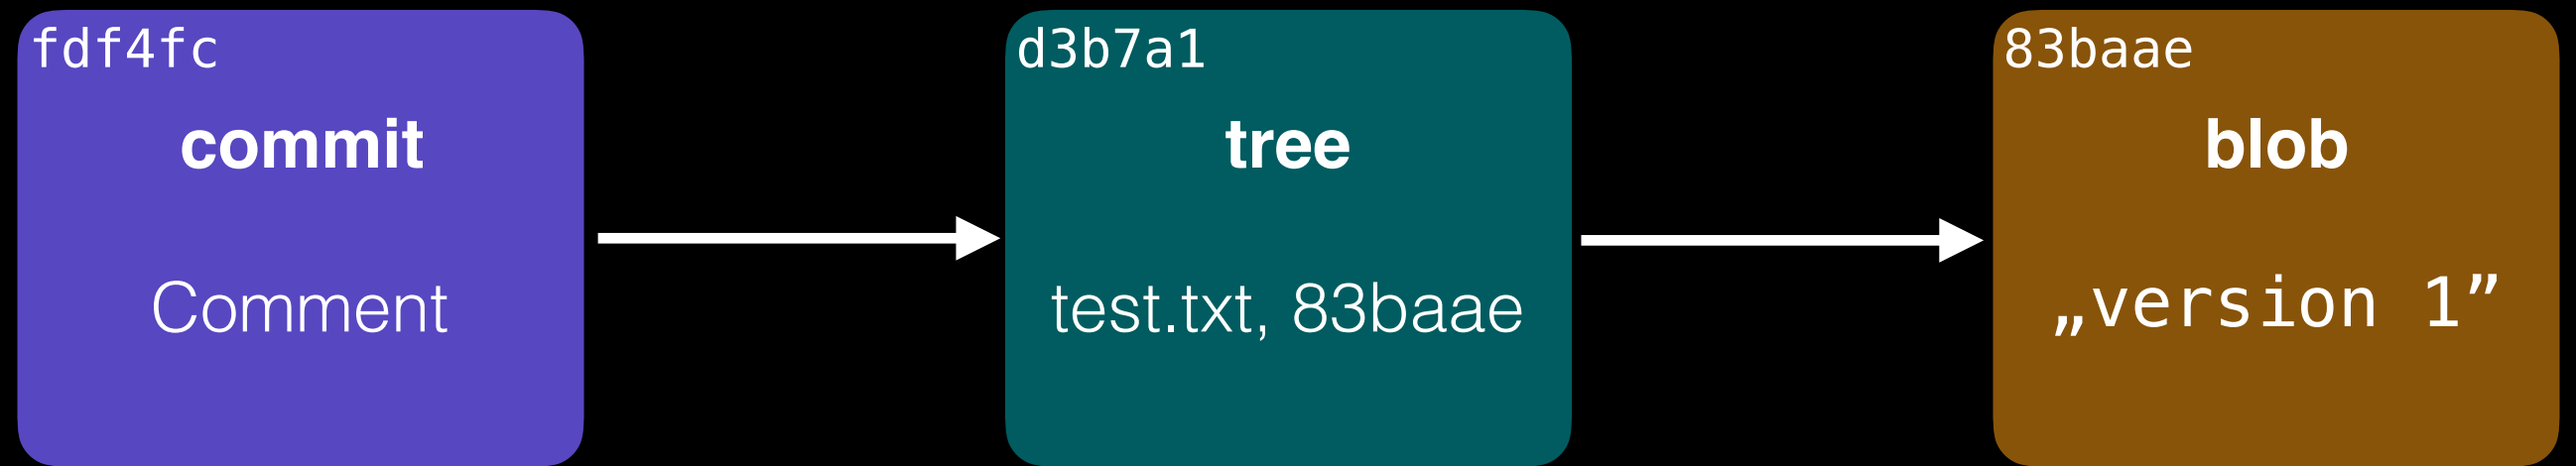 fdf4fc
commit
Comment
d3b7a1
tree
test.txt, 83baae
83baae
blob
„version 1”